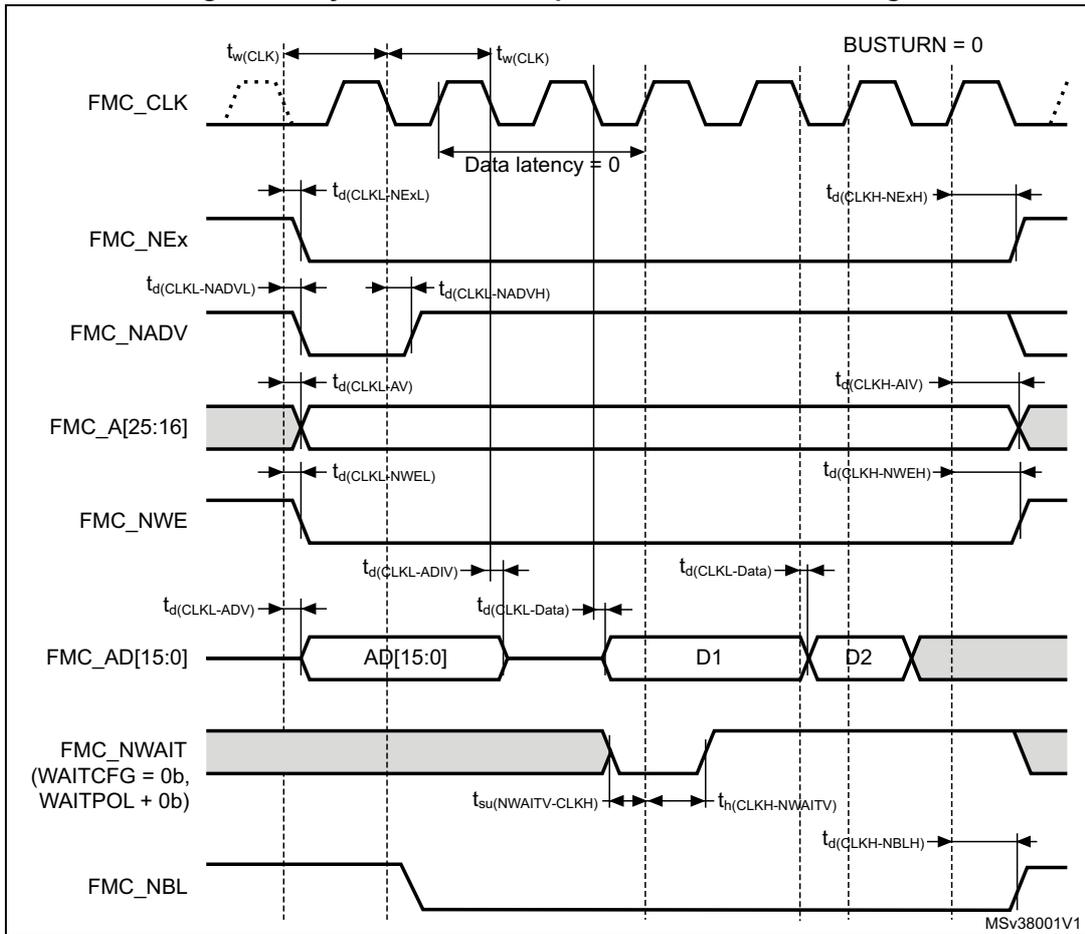 BUSTURN = 0
tw(CLK)
tw(CLK)
FMC_CLK
Data latency = 0
td(CLKL-NExL)
td(CLKH-NExH)
FMC_NEx
td(CLKL-NADVL)
td(CLKL-NADVH)
FMC_NADV
td(CLKL-AV)
td(CLKH-AIV)
FMC_A[25:16]
td(CLKL-NWEL)
td(CLKH-NWEH)
FMC_NWE
td(CLKL-ADIV)
td(CLKL-Data)
td(CLKL-ADV)
td(CLKL-Data)
FMC_AD[15:0]
AD[15:0]
D1
D2
FMC_NWAIT
(WAITCFG = 0b,
WAITPOL + 0b)
tsu(NWAITV-CLKH)
th(CLKH-NWAITV)
td(CLKH-NBLH)
FMC_NBL
MSv38001V1